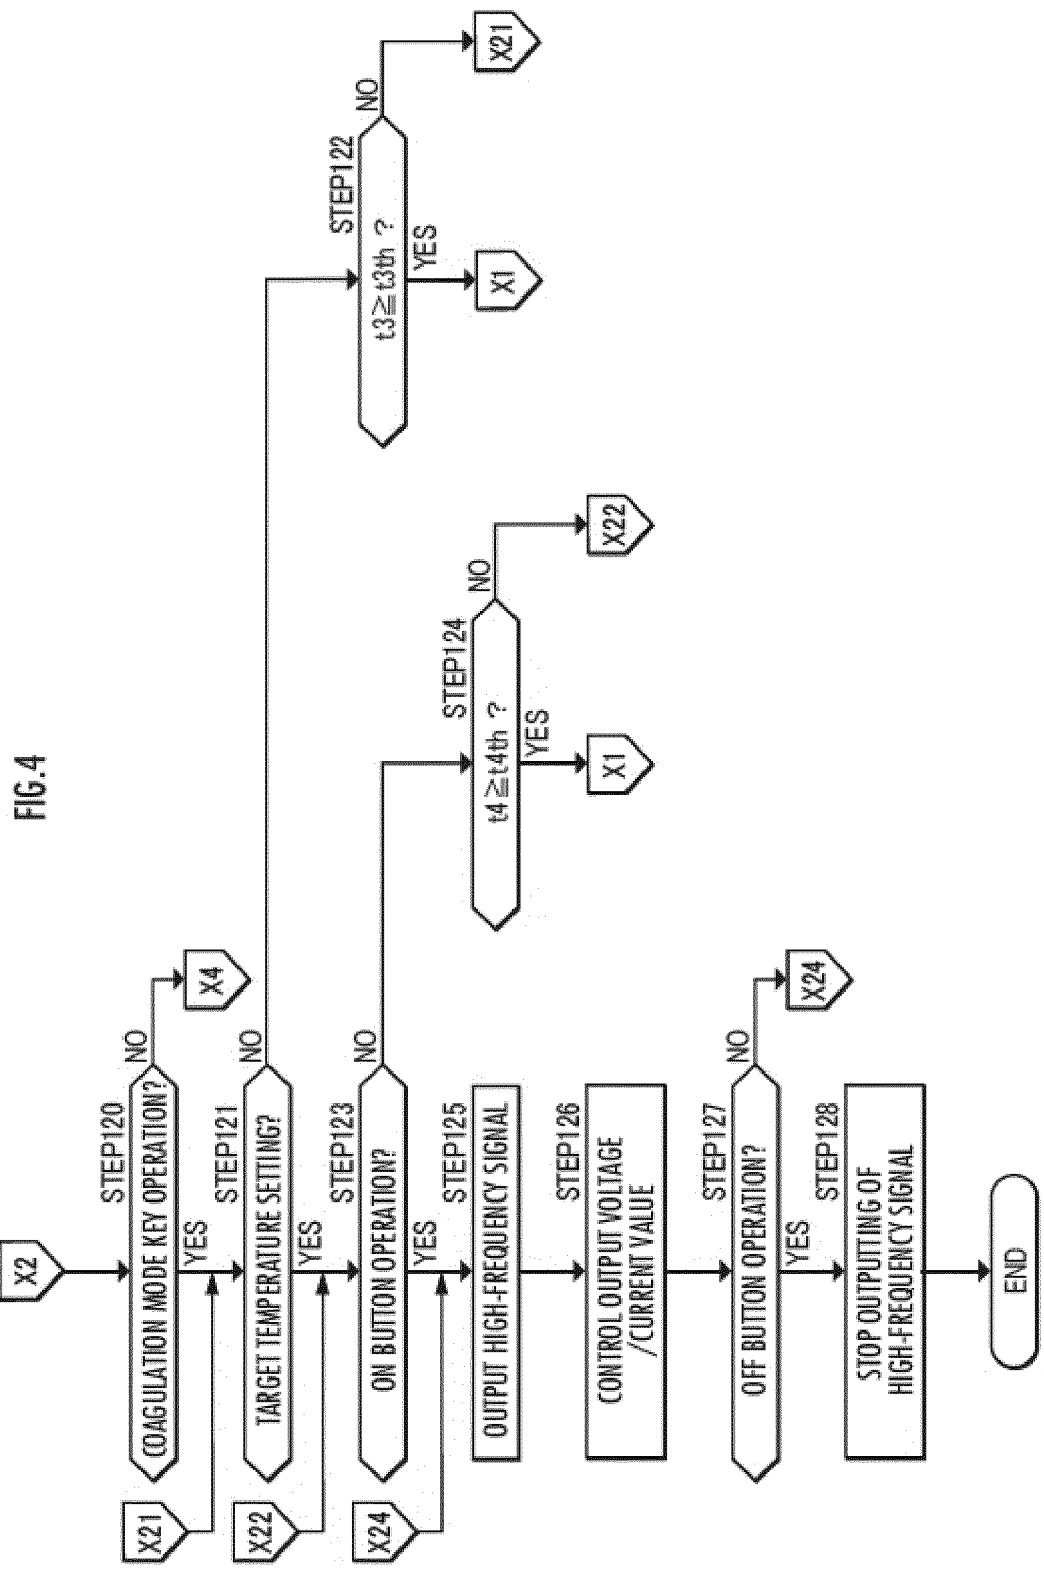 FIG.4
X2
STEP120
COAGULATION MODE KEY OPERATION?
NO
X4
YES
X21
STEP121
TARGET TEMPERATURE SETTING?
NO
YES
X22
STEP122
t3≧t3th ?
NO
X21
YES
X1
STEP123
ON BUTTON OPERATION?
NO
YES
X24
STEP124
t4≧t4th ?
NO
X22
YES
X1
STEP125
OUTPUT HIGH-FREQUENCY SIGNAL
STEP126
CONTROL OUTPUT VOLTAGE
/CURRENT VALUE
STEP127
OFF BUTTON OPERATION?
NO
X24
YES
STEP128
STOP OUTPUTTING OF
HIGH-FREQUENCY SIGNAL
END